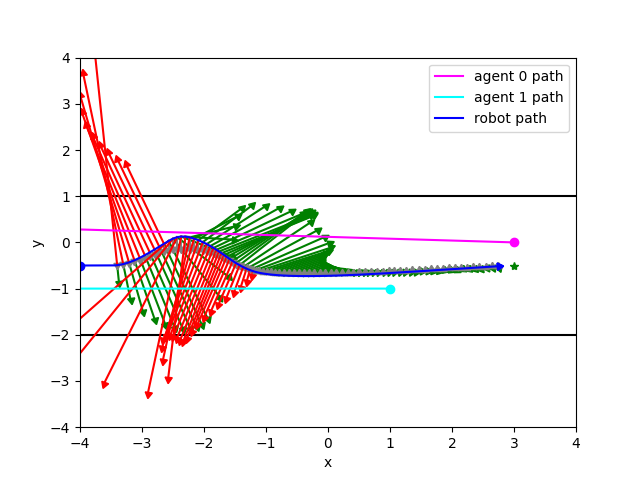 agent 0 path
agent 1 path
robot path
4
3
2
1
0
−1
−2
−3
−4
y
−4 −3 −2 −1 0 1 2 3 4
x